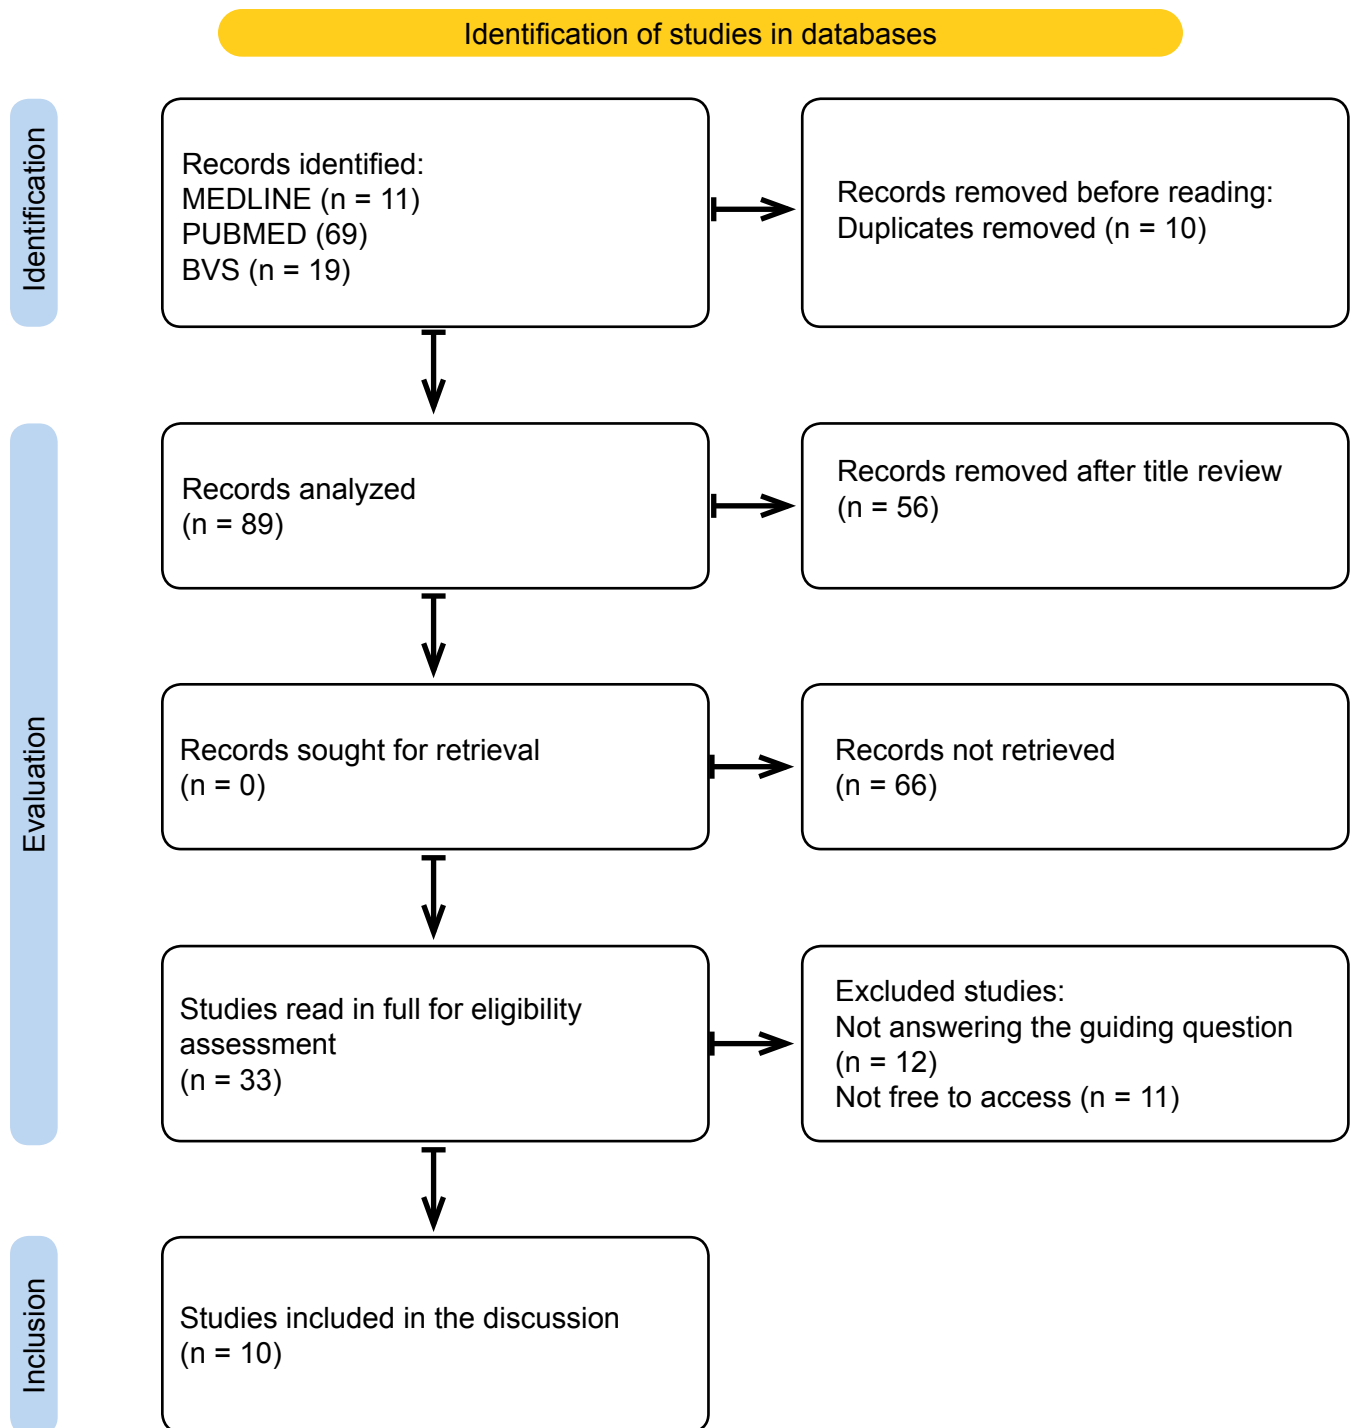 Identification of studies in databases
Identification
Records identified:
MEDLINE (n = 11)
PUBMED (69)
BVS (n = 19)
Records removed before reading:
Duplicates removed (n = 10)
Evaluation
Records analyzed
(n = 89)
Records removed after title review
(n = 56)
Records sought for retrieval
(n = 0)
Records not retrieved
(n = 66)
Studies read in full for eligibility
assessment
(n = 33)
Excluded studies:
Not answering the guiding question
(n = 12)
Not free to access (n = 11)
Inclusion
Studies included in the discussion
(n = 10)